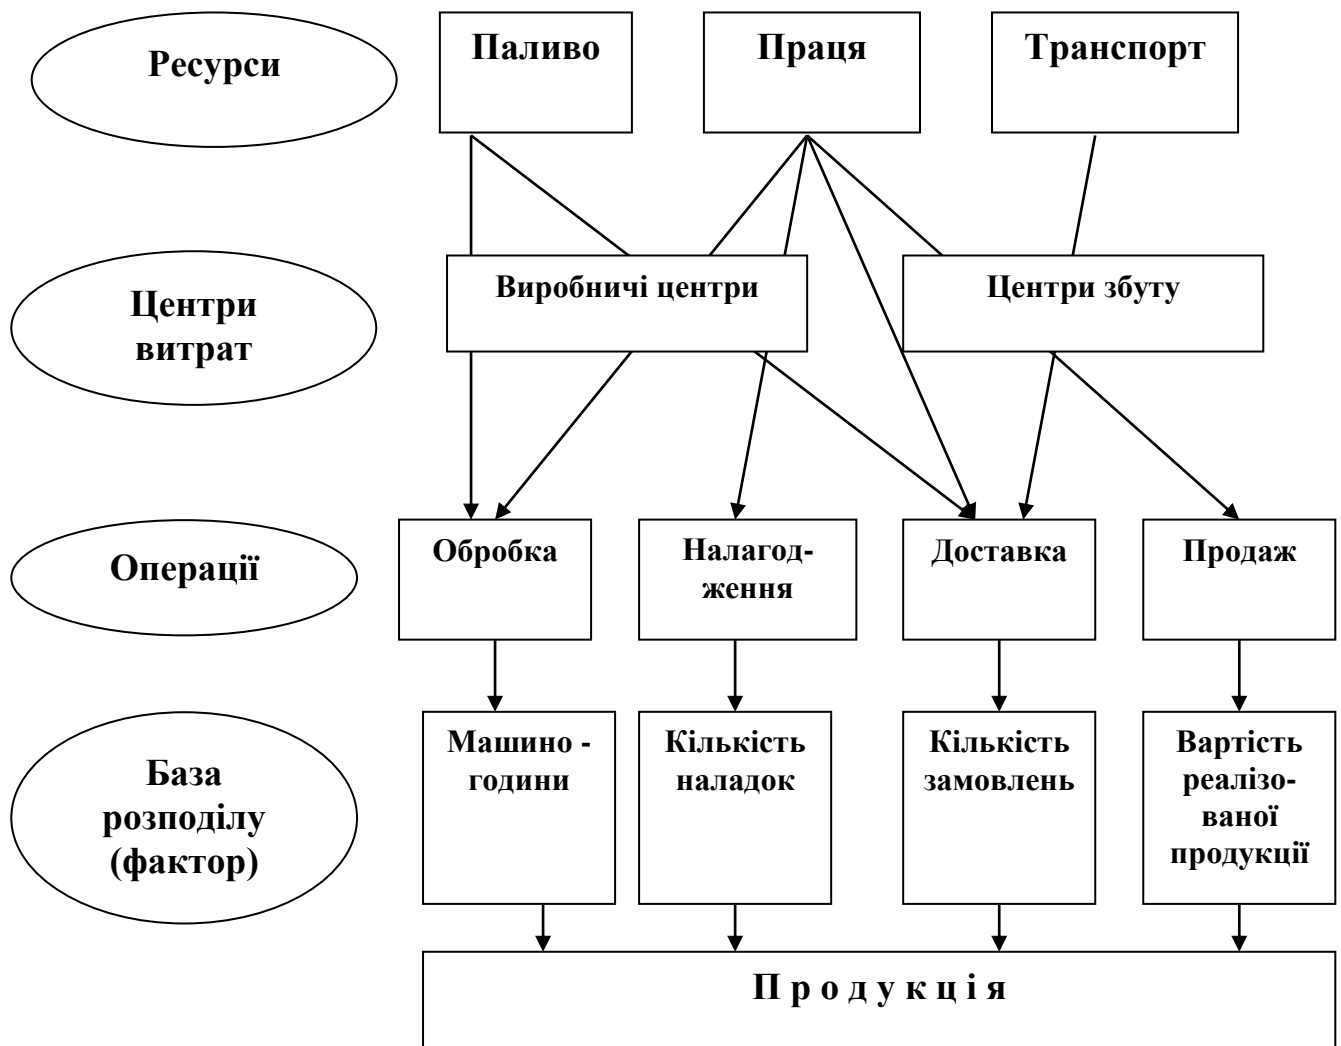 Ресурси
Паливо
Праця
Транспорт
Центри
витрат
Виробничі центри
Центри збуту
Операції
Обробка
Налагод-
ження
Доставка
Продаж
База
розподілу
(фактор)
Машино -
години
Кількість
наладок
Кількість
замовлень
Вартість
реалізо-
ваної
продукції
П р о д у к ц і я